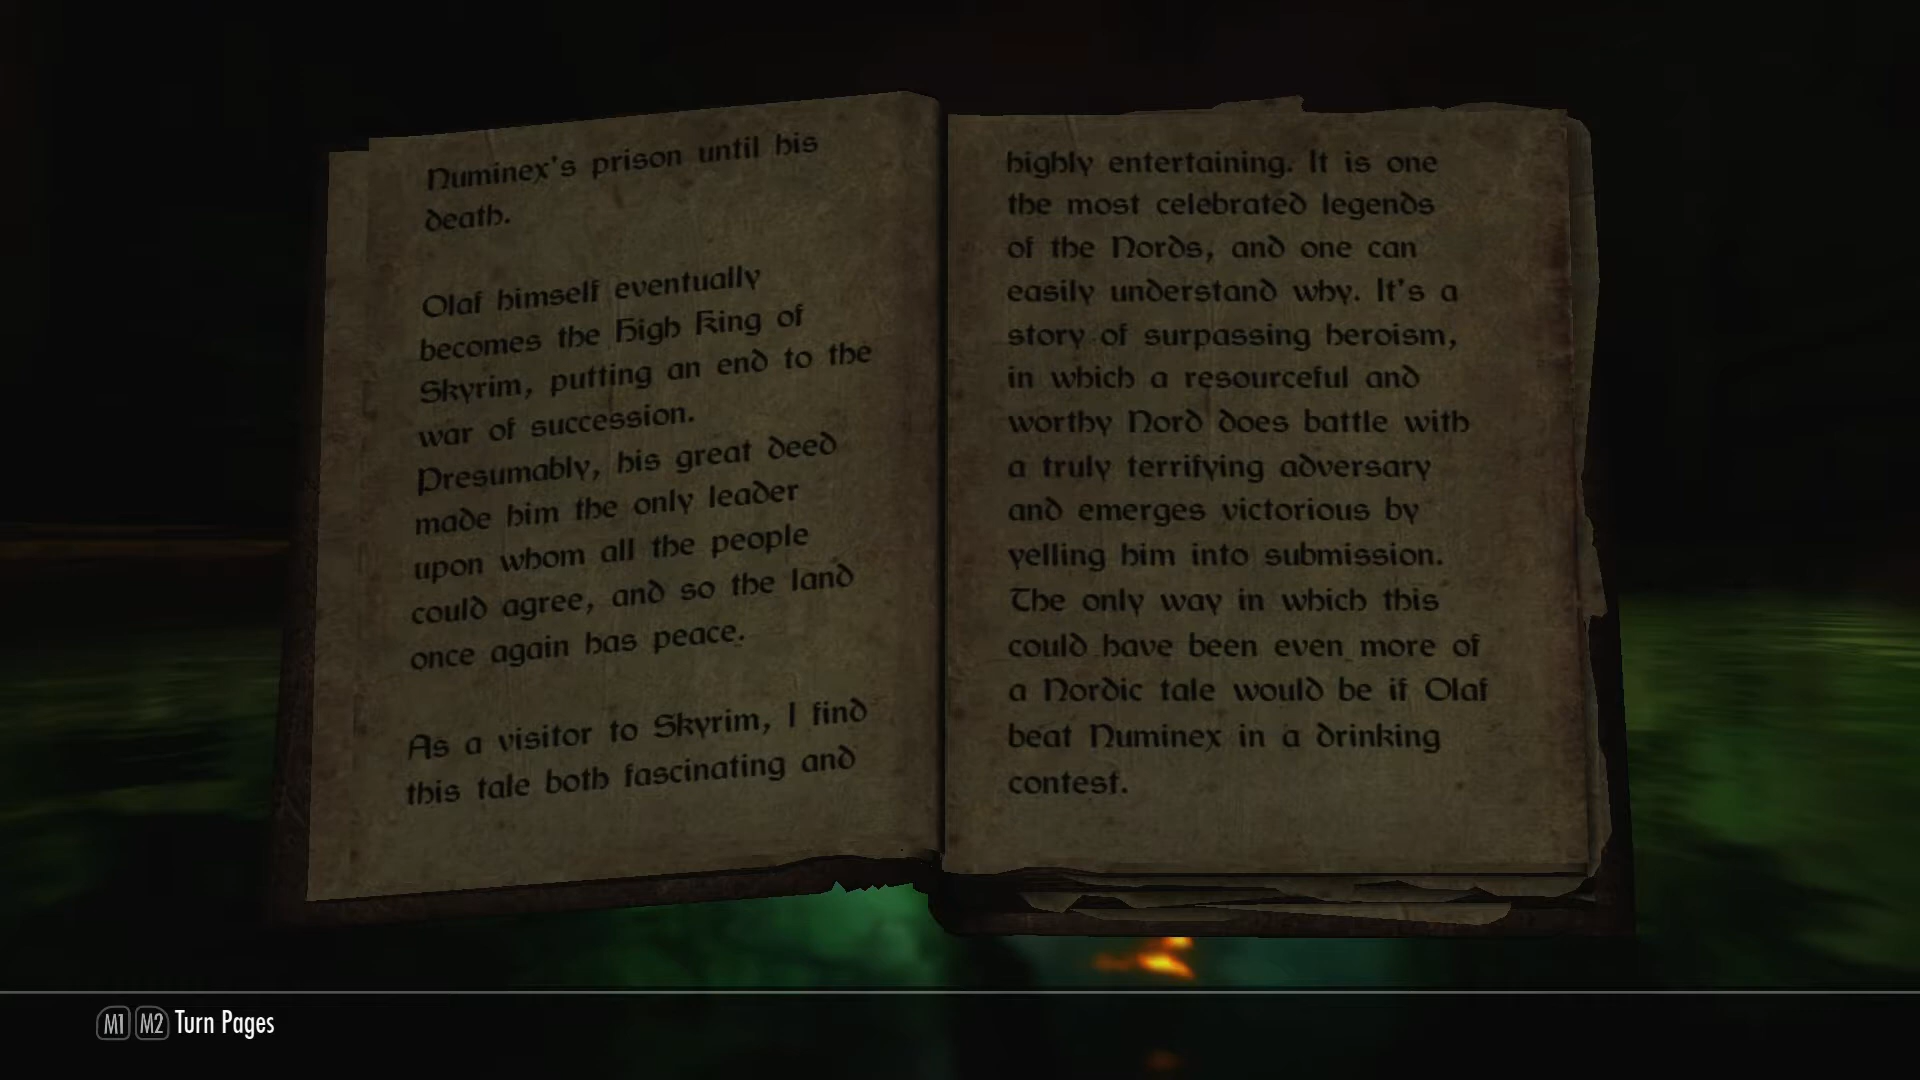 Numinex's prison until his
death.
Olaf himself eventually
becomes the High King of
Skyrim, putting an end to the
war of succession.
Presumably, his great deed
made him the only leader
upon whom all the people
could agree, and so the land
once again has peace.
As a visitor to Skyrim, I find
this tale both fascinating and
highly entertaining. It is one
the most celebrated legends
of the Nords, and one can
easily understand why. It's a
story of surpassing heroism,
in which a resourceful and
worthy Nord does battle with
a truly terrifying adversary
and emerges victorious by
yelling him into submission.
The only way in which this
could have been even more of
a Nordic tale would be if Olaf
beat Numinex in a drinking
contest.
M1 M2 Turn Pages